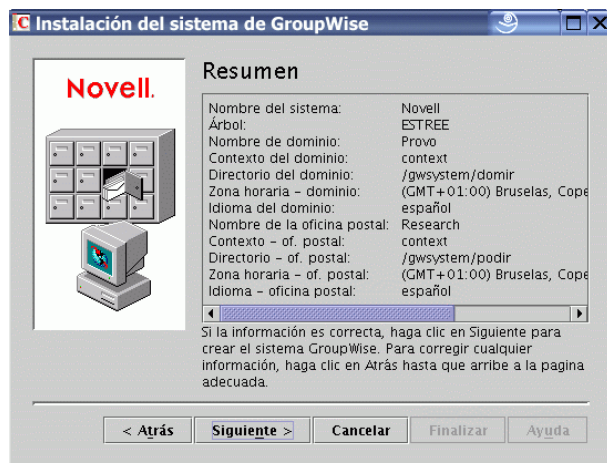 Instalación del sistema de GroupWise
Novell.
Resumen
Nombre del sistema: Novell
Árbol: ESTREE
Nombre de dominio: Provo
Contexto del dominio: context
Directorio del dominio: /gwsystem/domir
Zona horaria - dominio: (GMT+01:00) Bruselas, Cope
Idioma del dominio: español
Nombre de la oficina postal: Research
Contexto - of. postal: context
Directorio - of. postal: /gwsystem/podir
Zona horaria - of. postal: (GMT+01:00) Bruselas, Cope
Idioma - oficina postal: español
Si la información es correcta, haga clic en Siguiente para
crear el sistema GroupWise. Para corregir cualquier
información, haga clic en Atrás hasta que arribe a la pagina
adecuada.
< Atrás Siguiente > Cancelar Finalizar Ayuda